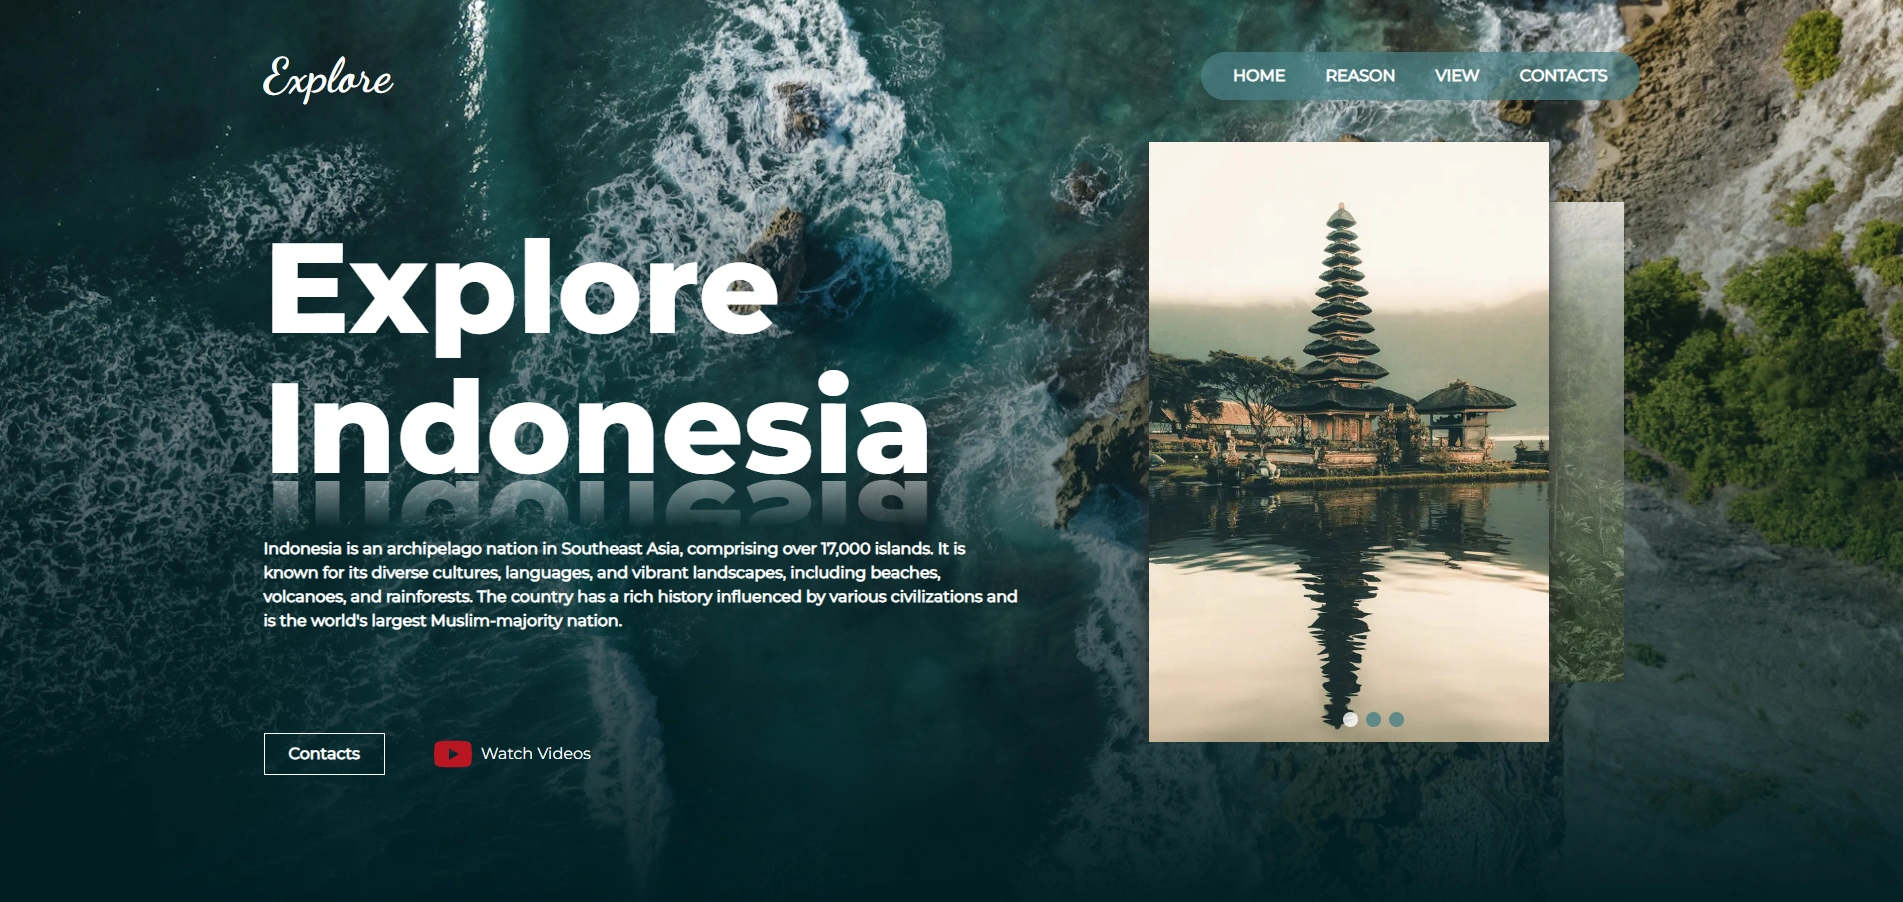 Explore
HOME REASON VIEW CONTACTS
Explore
Indonesia
Indonesia is an archipelago nation in Southeast Asia, comprising over 17,000 islands. It is
known for its diverse cultures, languages, and vibrant landscapes, including beaches,
volcanoes, and rainforests. The country has a rich history influenced by various civilizations and
is the world's largest Muslim-majority nation.
Contacts
Watch Videos